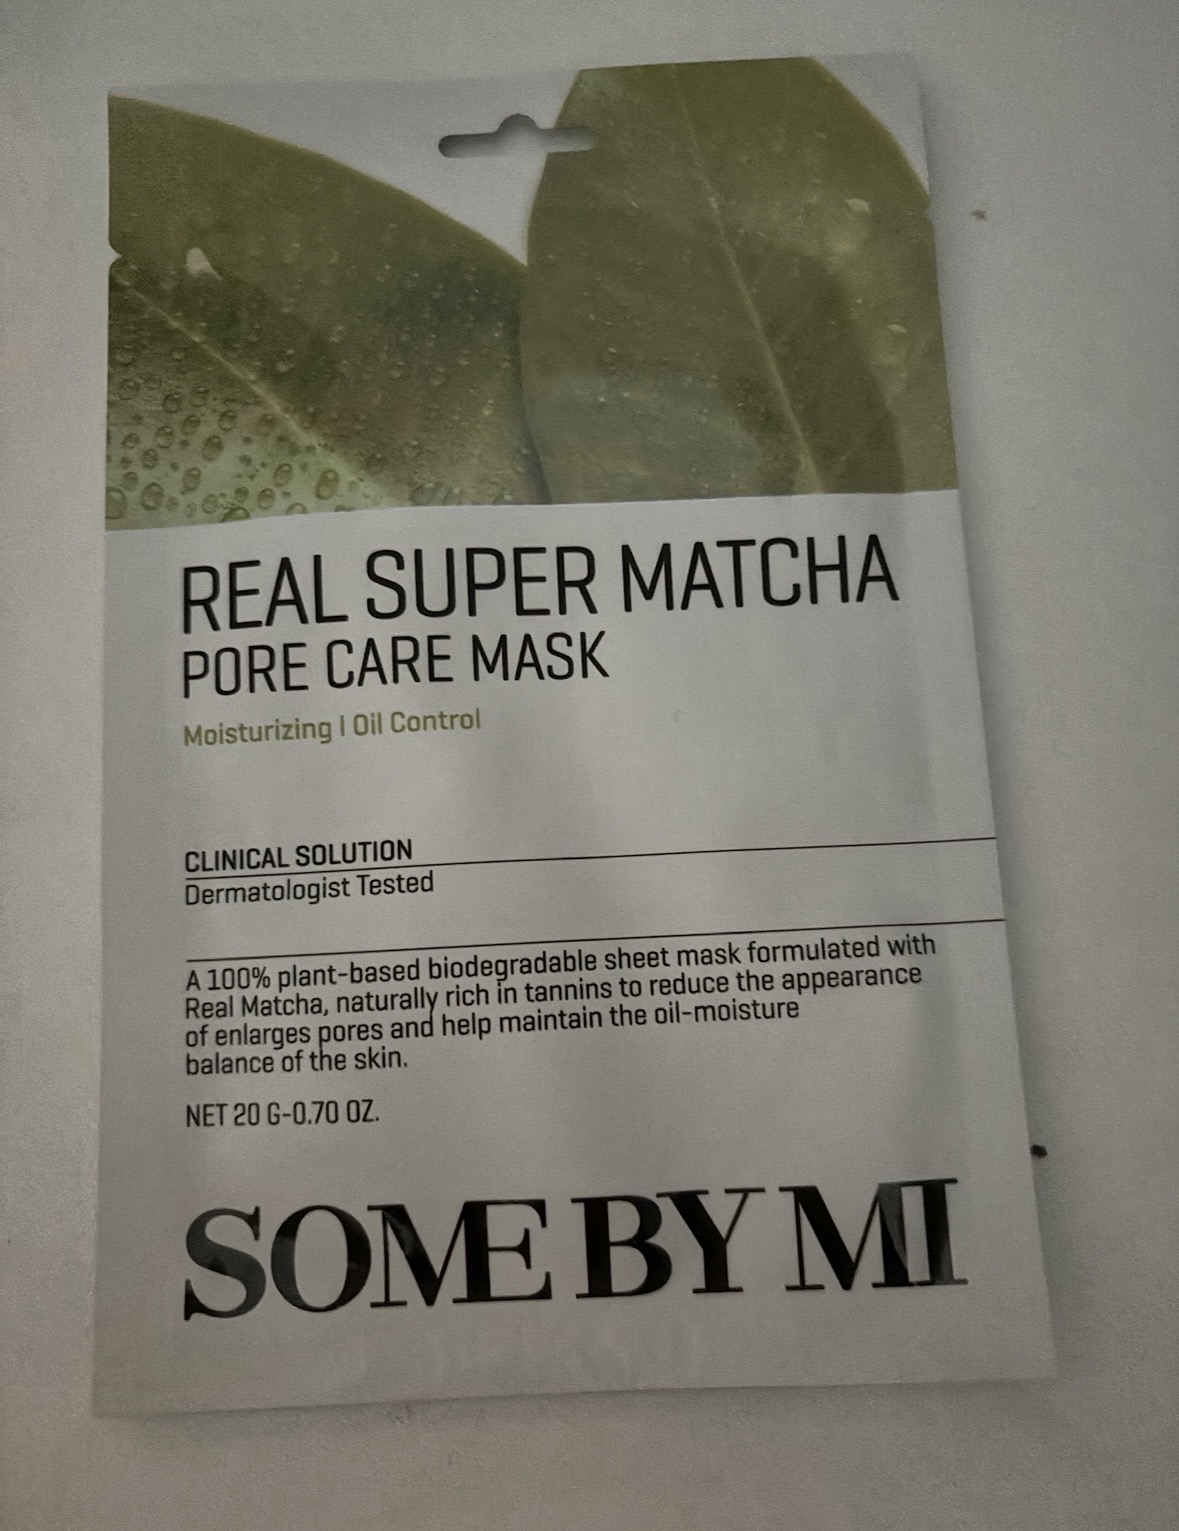 REAL SUPER MATCHA
PORE CARE MASK
Moisturizing | Oil Control
CLINICAL SOLUTION
Dermatologist Tested
A 100% plant-based biodegradable sheet mask formulated with
Real Matcha, naturally rich in tannins to reduce the appearance
of enlarges pores and help maintain the oil-moisture
balance of the skin.
NET 20 G-0.70 OZ.
SOME BY MI